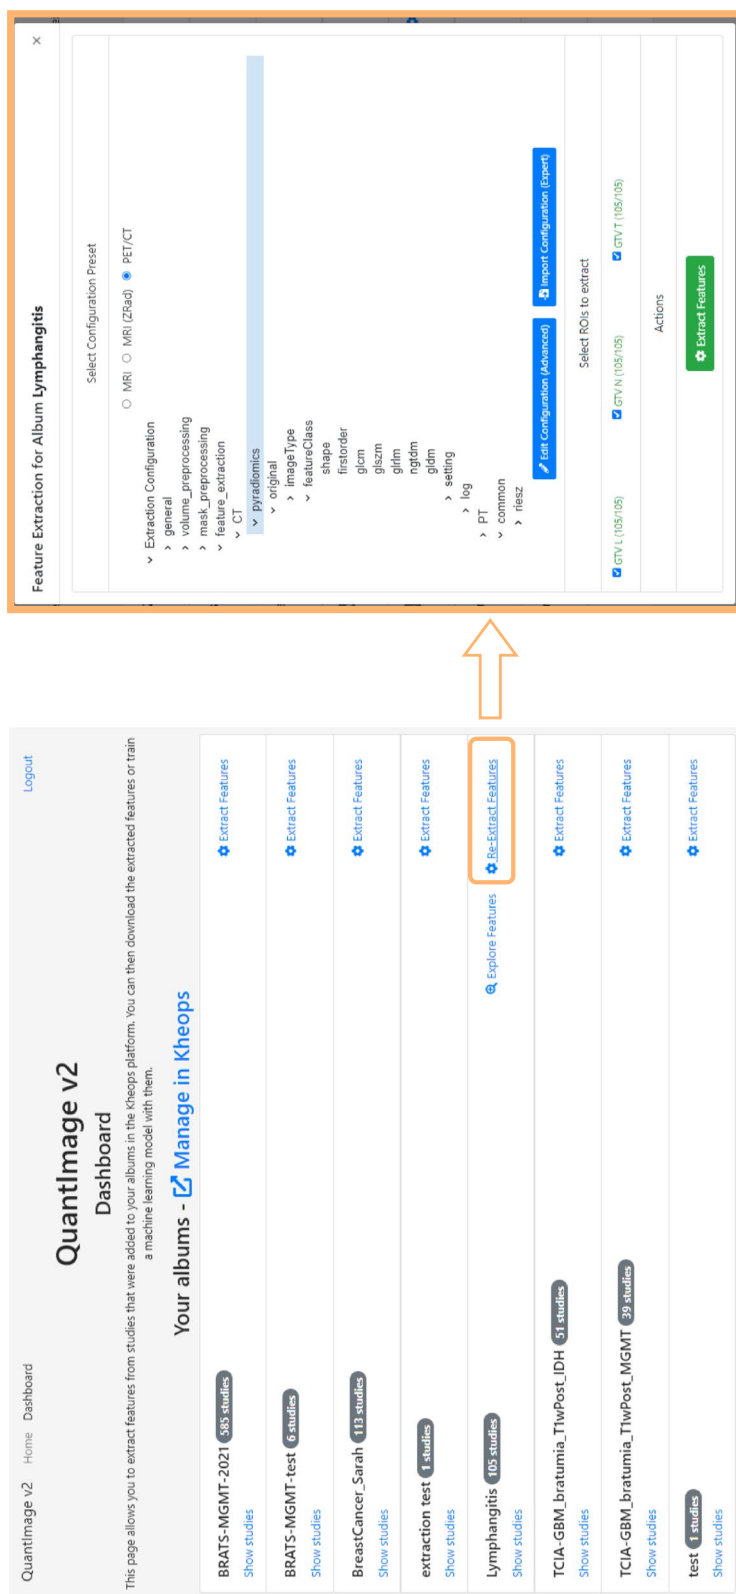 QuantImage v2 Home Dashboard Logout
QuantImage v2
Dashboard
This page allows you to extract features from studies that were added to your albums in the Kheops platform. You can then download the extracted features or train
a machine learning model with them.
Your albums - Manage in Kheops
BRATS-MGMT-2021 585 studies Extract Features
Show studies
BRATS-MGMT-test 6 studies Extract Features
Show studies
BreastCancer_Sarah 113 studies Extract Features
Show studies
extraction test 1 studies Extract Features
Show studies
Lymphangitis 105 studies Explore Features Re-Extract Features
Show studies
TCIA-GBM_bratumia_T1wPost_IDH 51 studies Extract Features
Show studies
TCIA-GBM_bratumia_T1wPost_MGMT 39 studies Extract Features
Show studies
test 1 studies Extract Features
Show studies
Feature Extraction for Album Lymphangitis ×
Select Configuration Preset
MRI MRI (ZRad) PET/CT
Extraction Configuration
general
volume_preprocessing
mask_preprocessing
feature_extraction
CT
pyradiomics
original
imageType
featureClass
shape
firstorder
glcm
glszm
glrlm
ngtdm
gldm
setting
log
PT
common
riesz
Edit Configuration (Advanced) Import Configuration (Expert)
Select ROIs to extract
GTV L (105/105) GTV N (105/105) GTV T (105/105)
Actions
Extract Features